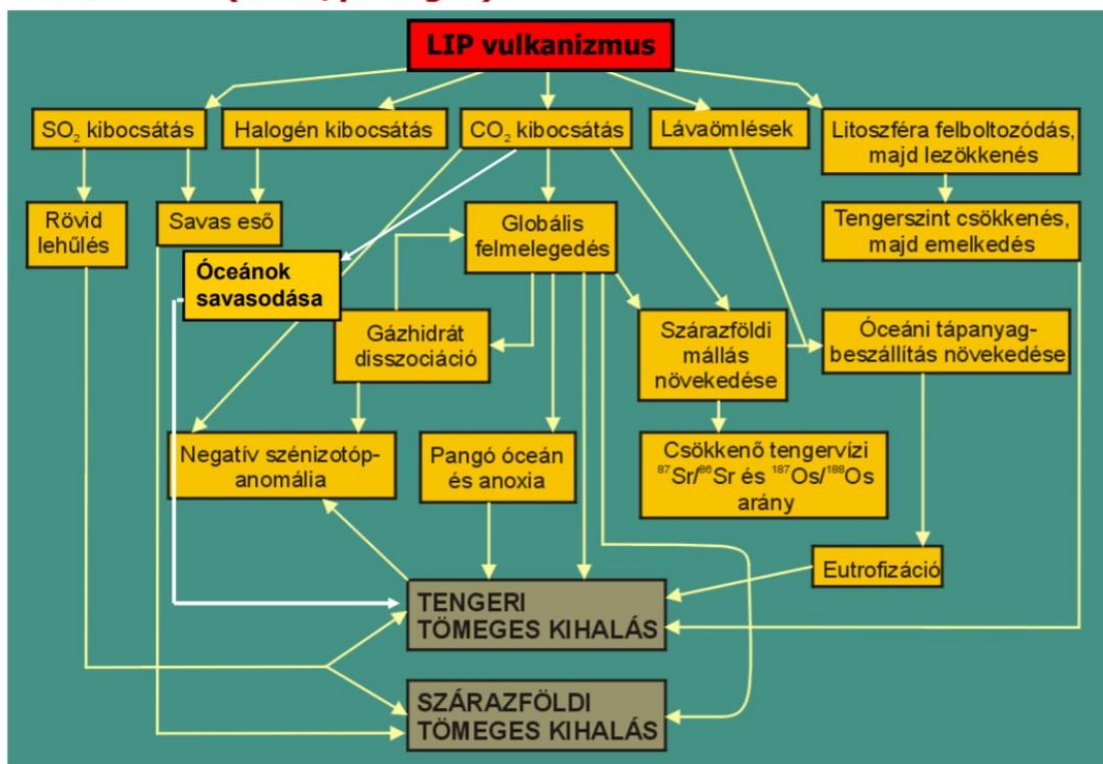 LIP vulkanizmus
SO₂ kibocsátás
Halogén kibocsátás
CO₂ kibocsátás
Lávaömlések
Litoszféra felboltozódás,
majd lezökkenés
Rövid
lehűlés
Savas eső
Globális
felmelegedés
Tengerszint csökkenés,
majd emelkedés
Óceánok
savasodása
Gázhidrát
disszociáció
Szárazföldi
mállás
növekedése
Óceáni tápanyag-
beszállítás növekedése
Negatív szénizotóp-
anomália
Pangó óceán
és anoxia
Csökkenő tengervízi
⁸⁷Sr/⁸⁶Sr és ¹⁸⁷Os/¹⁸⁸Os
arány
Eutrofizáció
TENGERI
TÖMEGES KIHALÁS
SZÁRAZFÖLDI
TÖMEGES KIHALÁS